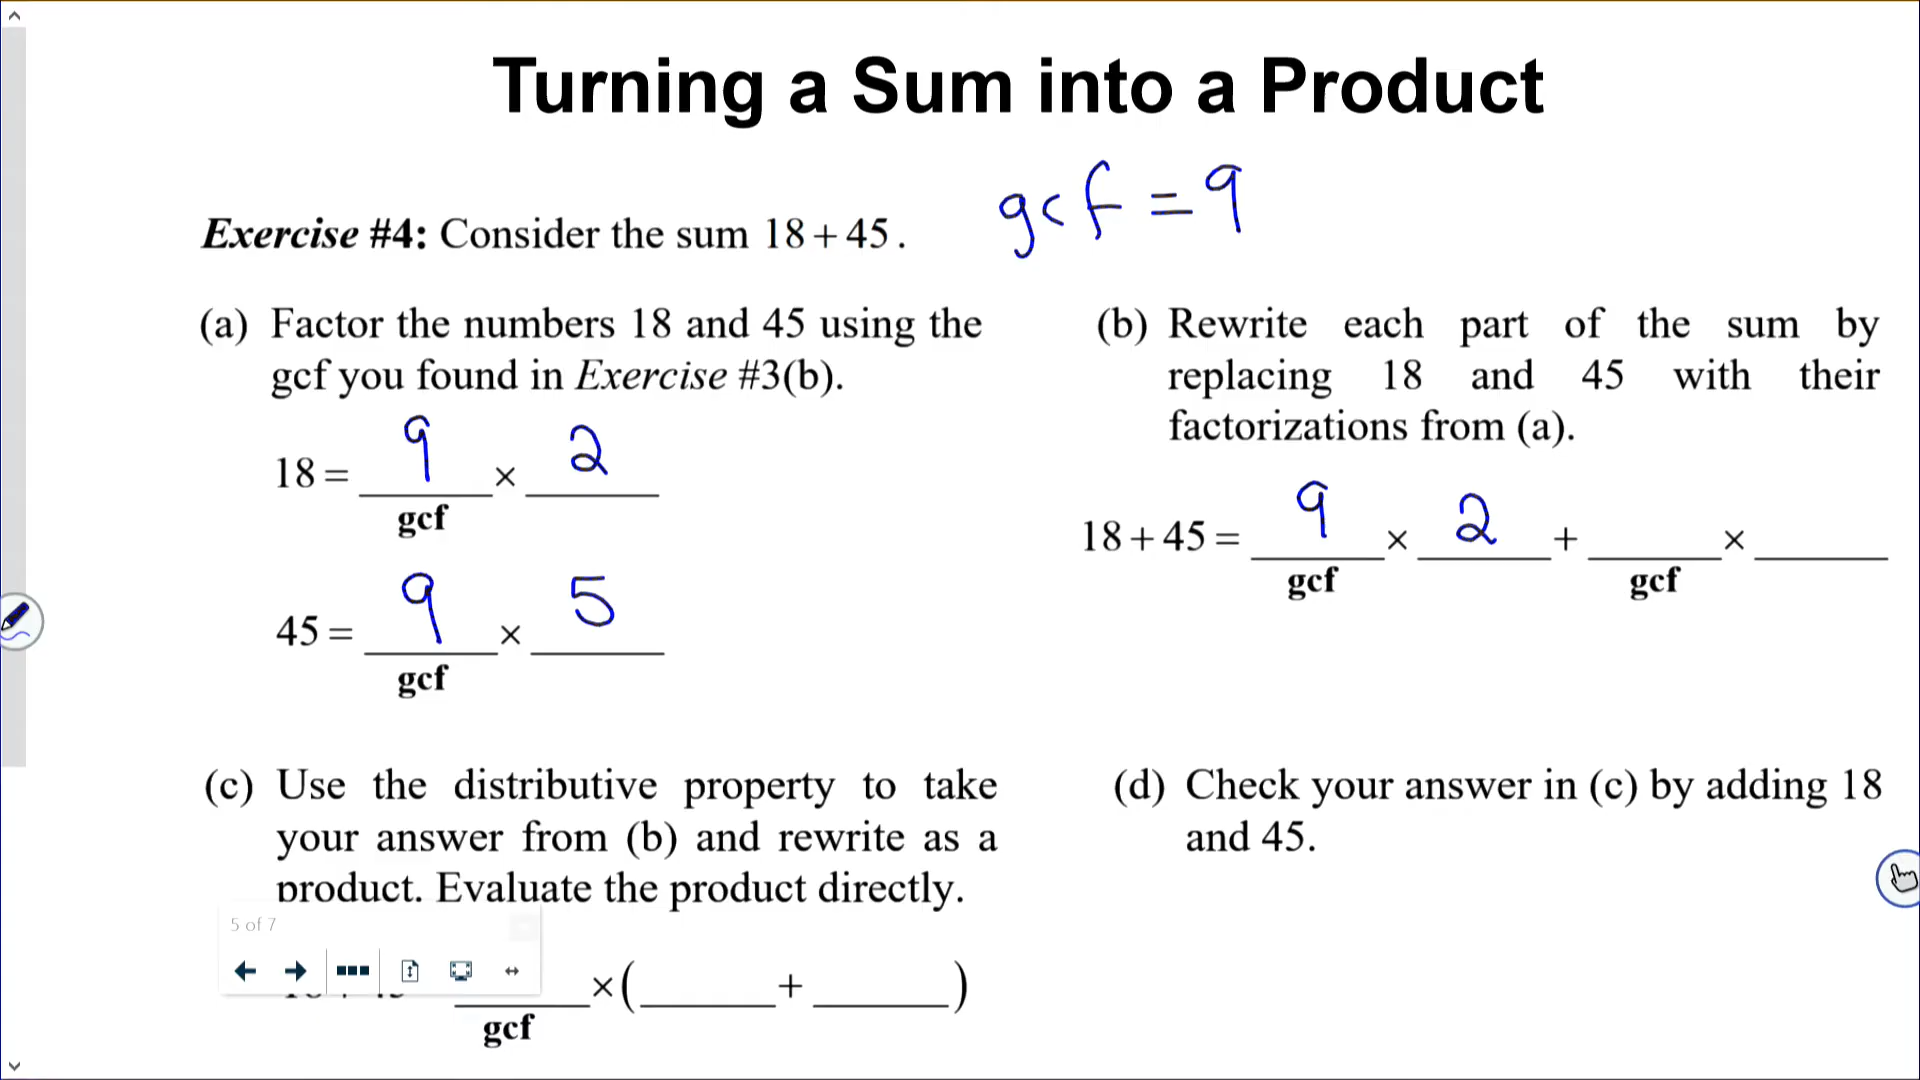 Turning a Sum into a Product
gcf = 9
Exercise #4: Consider the sum 18 + 45.
(a) Factor the numbers 18 and 45 using the
gcf you found in Exercise #3(b).
18 = 9 × 2
gcf
45 = 9 × 5
gcf
(b) Rewrite each part of the sum by
replacing 18 and 45 with their
factorizations from (a).
18 + 45 = 9 × 2 + ____ × ____
gcf gcf
(c) Use the distributive property to take
your answer from (b) and rewrite as a
product. Evaluate the product directly.
5 of 7
____ ×( ____ + ____ )
gcf
(d) Check your answer in (c) by adding 18
and 45.